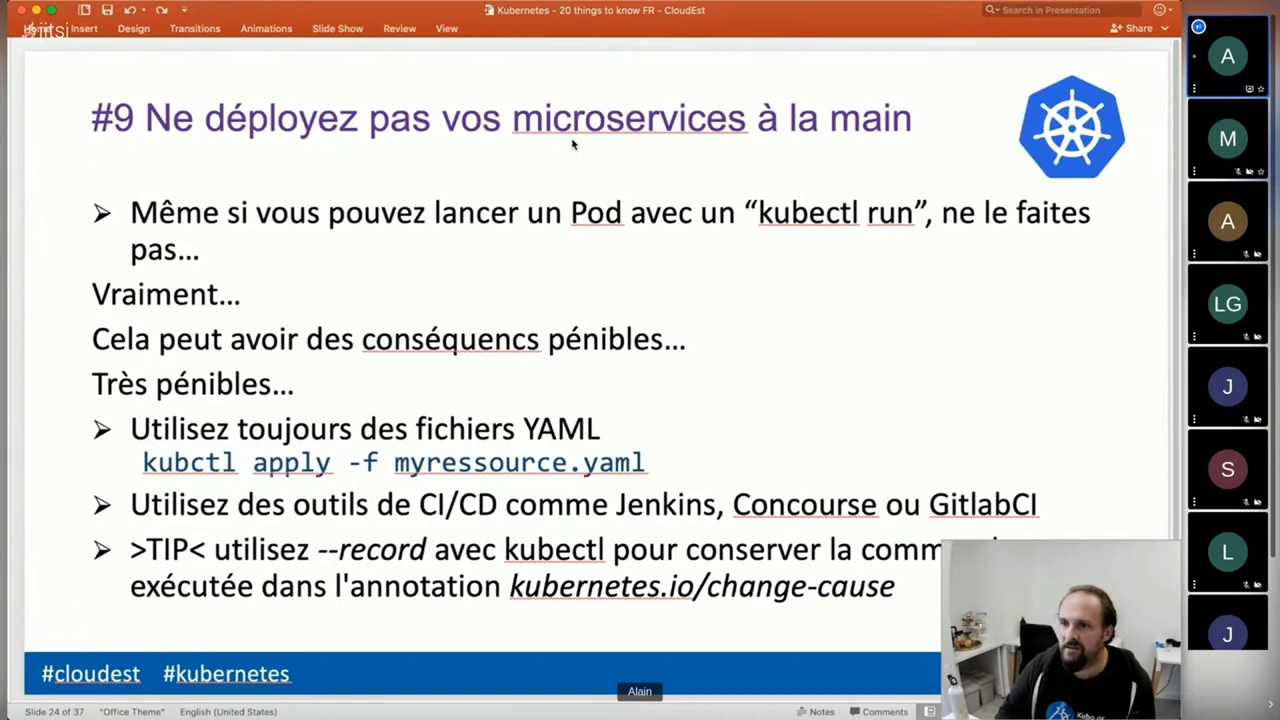 Kubernetes - 20 things to know FR - CloudEst
Search in Presentation
jitsi
Insert Design Transitions Animations Slide Show Review View
Share
#9 Ne déployez pas vos microservices à la main
Même si vous pouvez lancer un Pod avec un “kubectl run”, ne le faites
pas…
Vraiment…
Cela peut avoir des conséquencs pénibles…
Très pénibles…
Utilisez toujours des fichiers YAML
kubctl apply -f myressource.yaml
Utilisez des outils de CI/CD comme Jenkins, Concourse ou GitlabCI
>TIP< utilisez --record avec kubectl pour conserver la comm
exécutée dans l'annotation kubernetes.io/change-cause
#cloudest #kubernetes
Alain
Slide 24 of 37 "Office Theme" English (United States) Notes Comments
A
M
A
LG
J
S
L
J